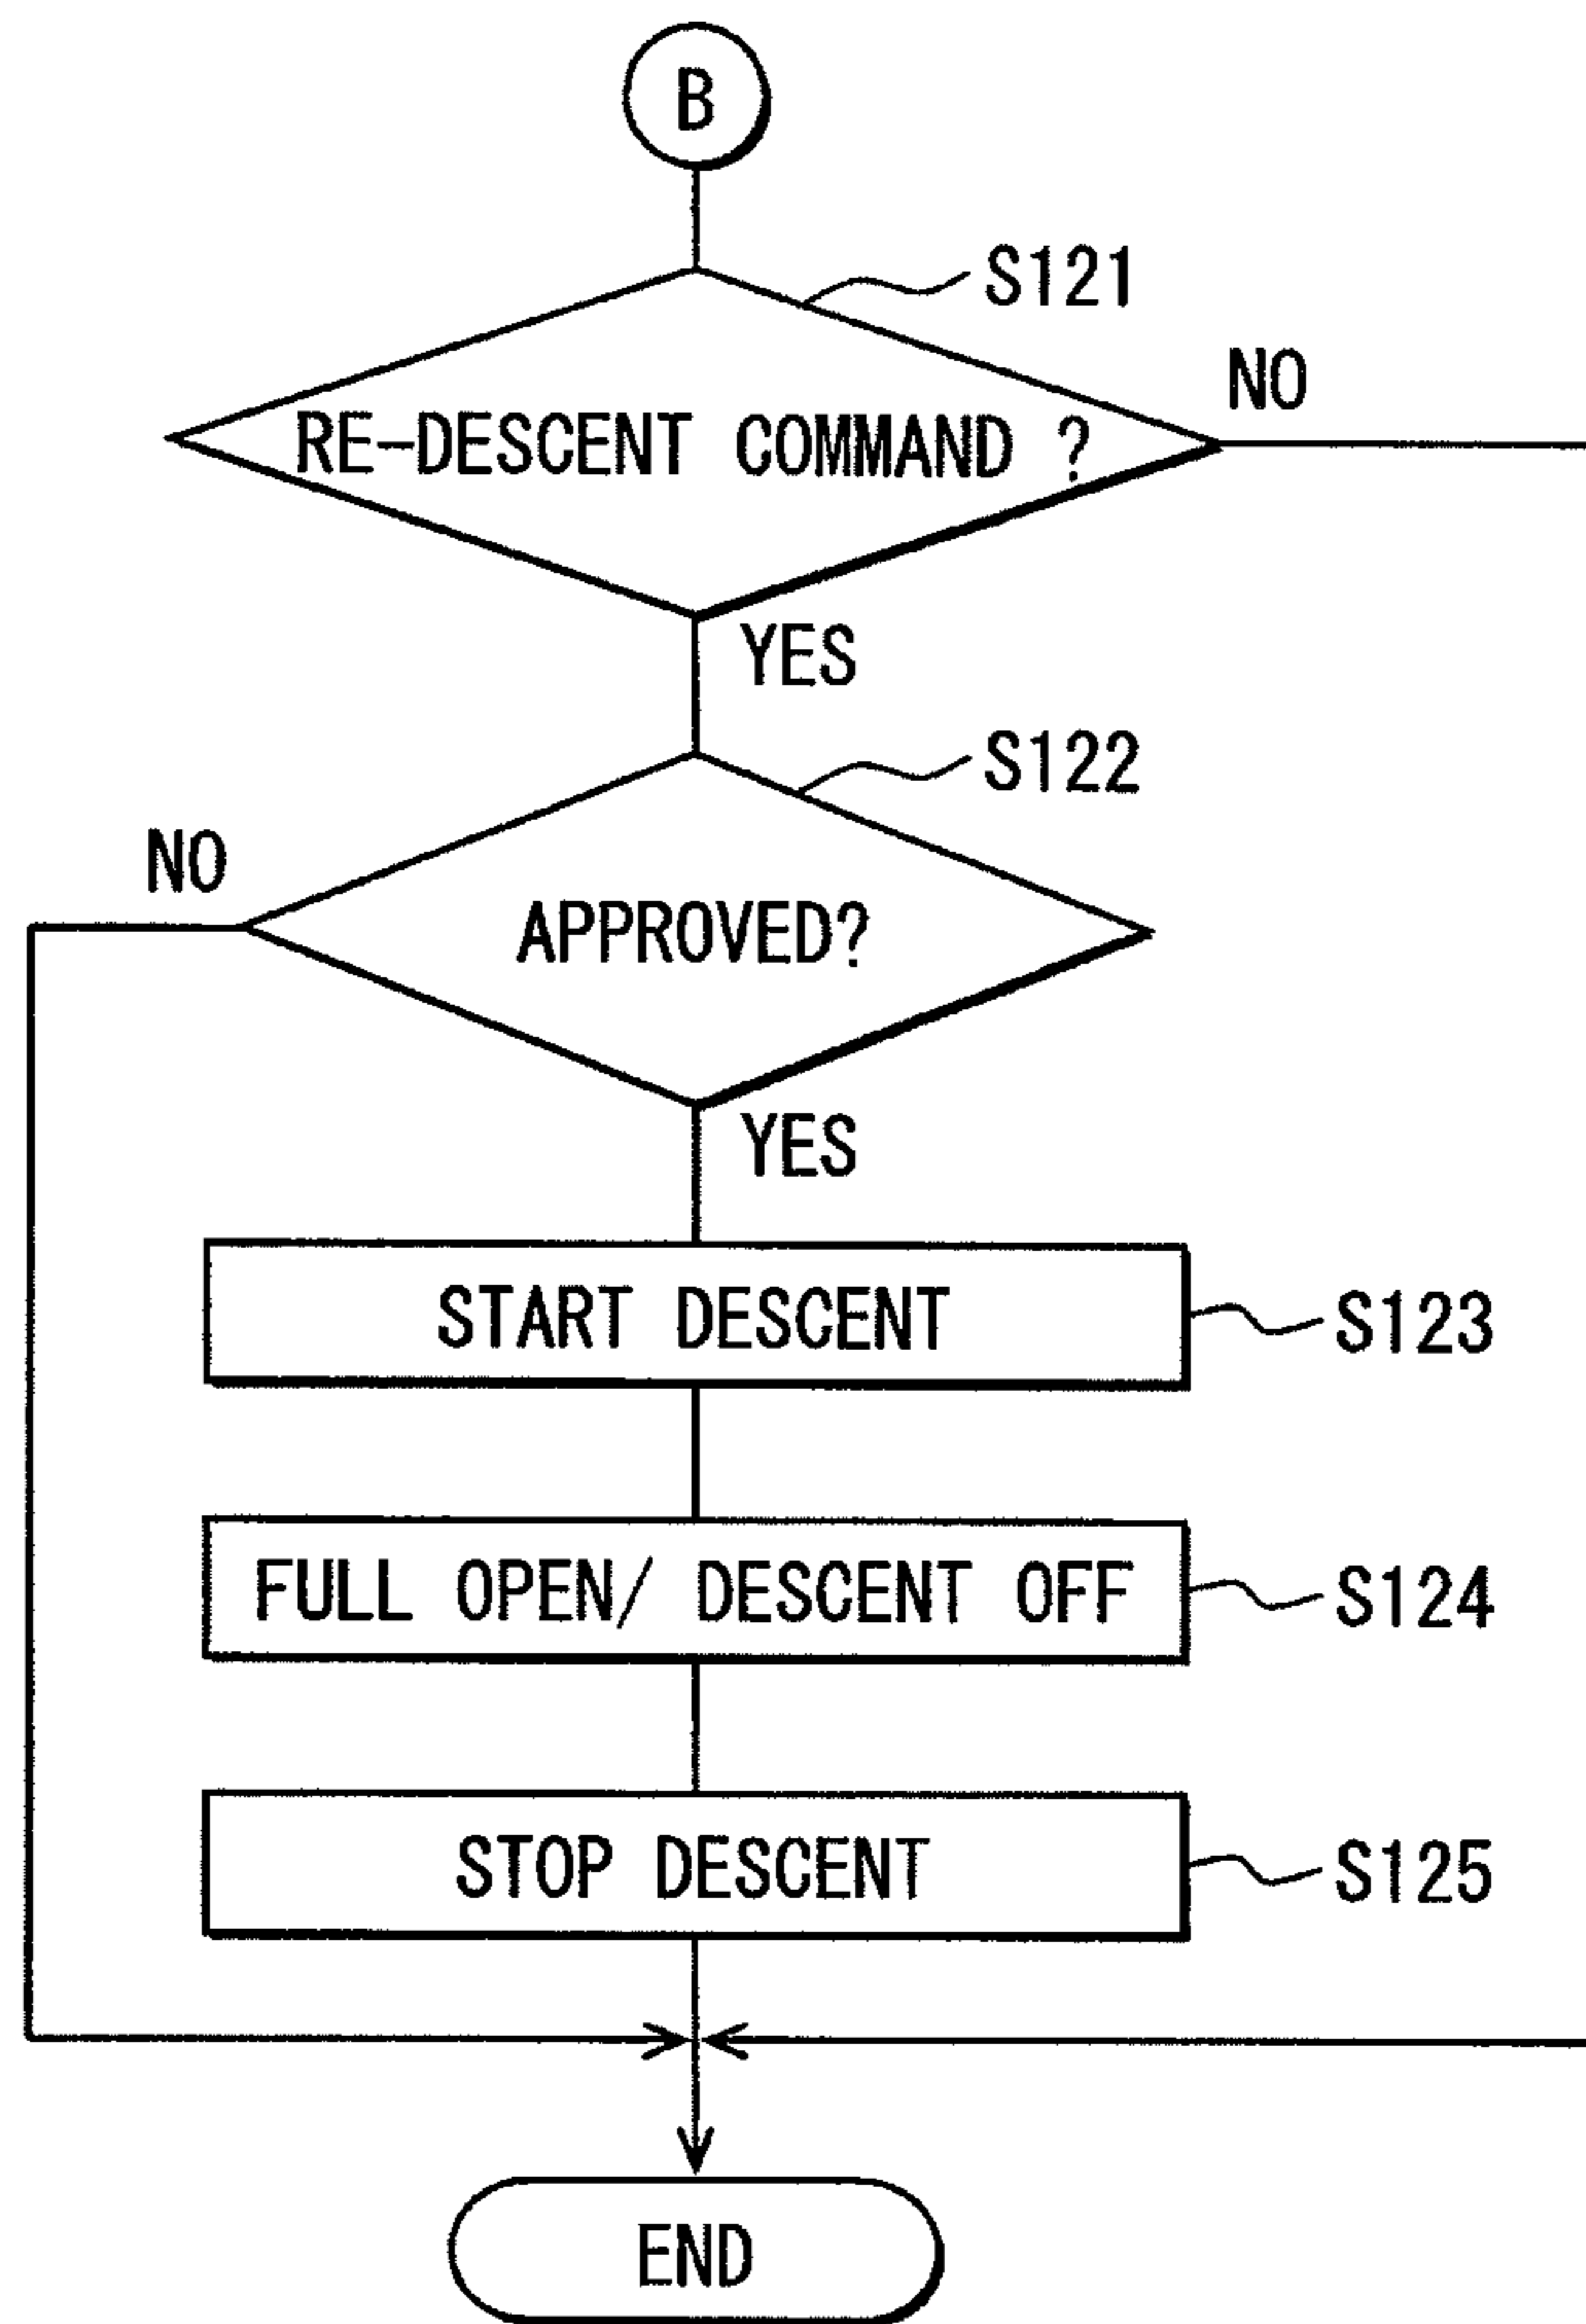 B
S121
NO
RE-DESCENT COMMAND ?
YES
S122
NO
APPROVED?
YES
START DESCENT
S123
FULL OPEN/ DESCENT OFF
S124
STOP DESCENT
S125
END